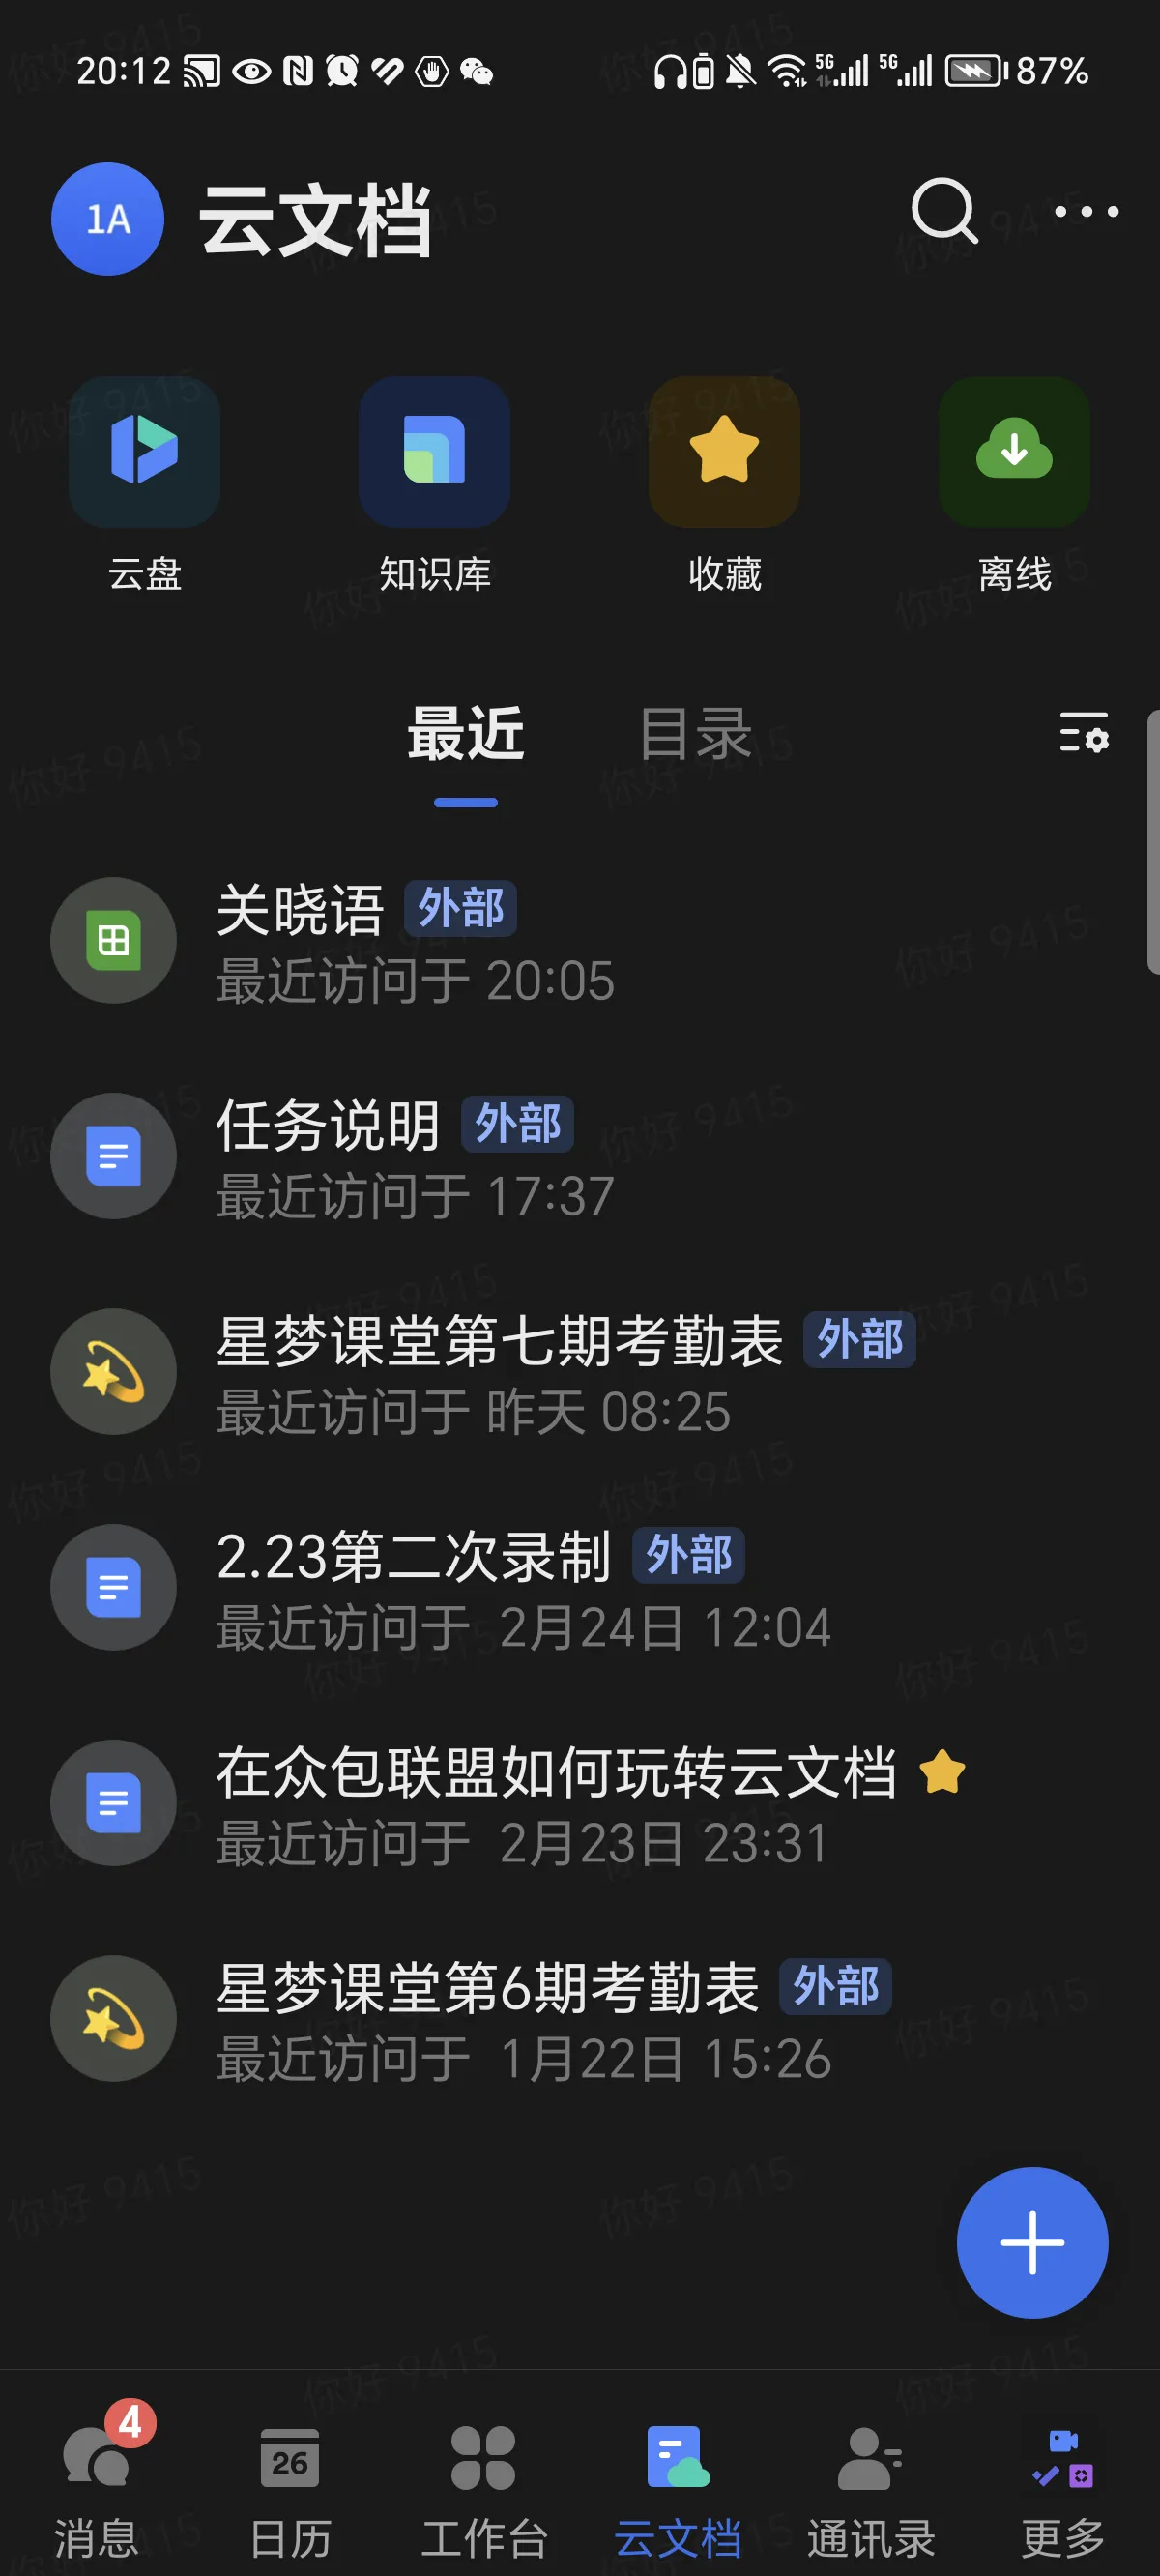 20:12
5G 5G 87%
1A 云文档
云盘 知识库 收藏 离线
最近 目录
关晓语 外部
最近访问于 20:05
任务说明 外部
最近访问于 17:37
星梦课堂第七期考勤表 外部
最近访问于 昨天 08:25
2.23第二次录制 外部
最近访问于 2月24日 12:04
在众包联盟如何玩转云文档
最近访问于 2月23日 23:31
星梦课堂第6期考勤表 外部
最近访问于 1月22日 15:26
4
26
消息 日历 工作台 云文档 通讯录 更多
你好 9415